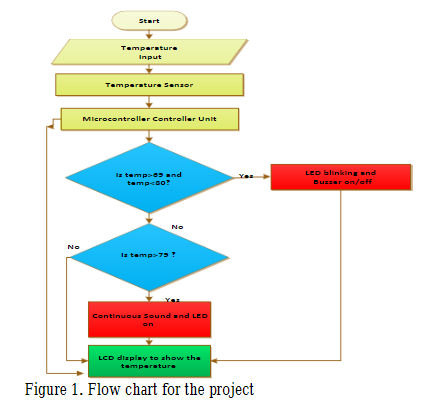 Start
Temperature
Input
Temperature Sensor
Microcontroller Controller Unit
Is temp>65 and
temp<80?
Yes
LED blinking and
Buzzer on/off
No
No
Is temp>75 ?
Yes
Continuous Sound and LED
on
LCD display to show the
temperature
Figure 1. Flow chart for the project